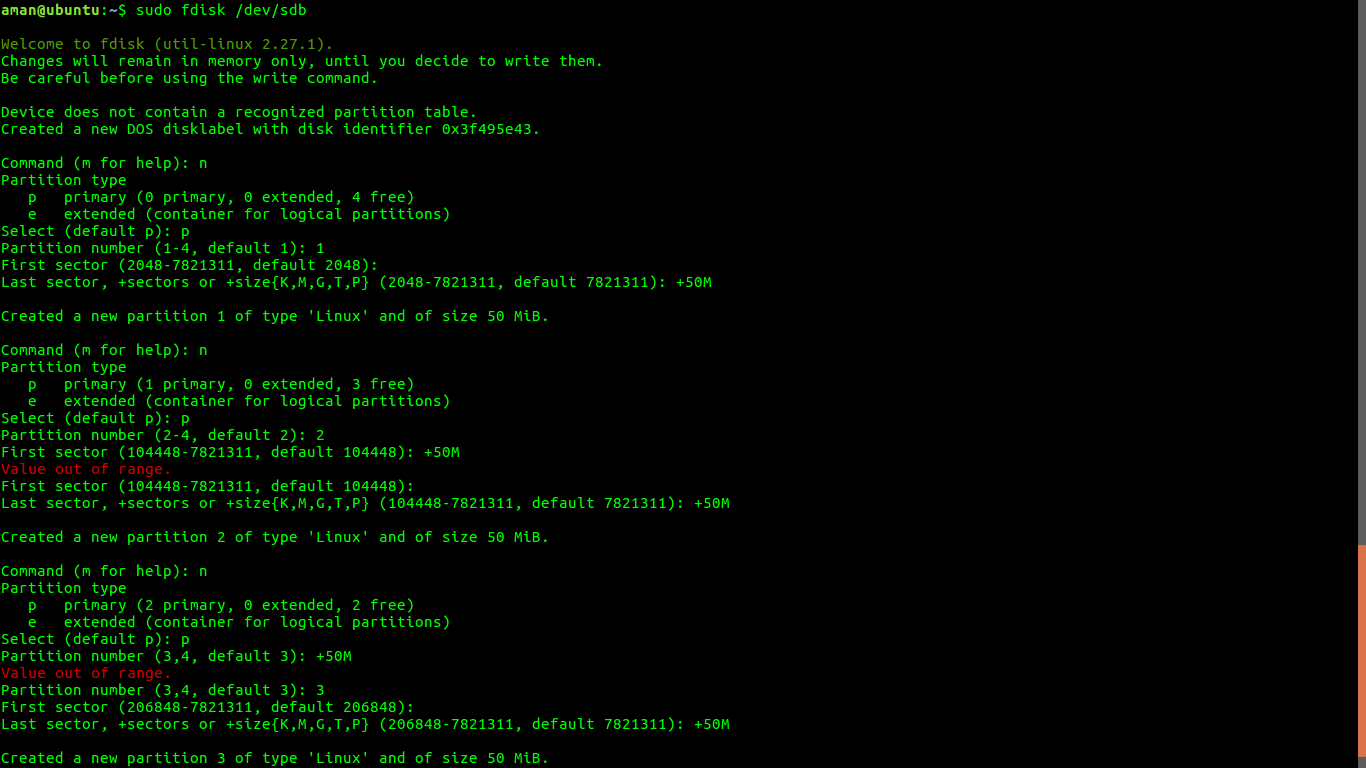 aman@ubuntu:~$ sudo fdisk /dev/sdb
Welcome to fdisk (util-linux 2.27.1).
Changes will remain in memory only, until you decide to write them.
Be careful before using the write command.
Device does not contain a recognized partition table.
Created a new DOS disklabel with disk identifier 0x3f495e43.
Command (m for help): n
Partition type
   p   primary (0 primary, 0 extended, 4 free)
   e   extended (container for logical partitions)
Select (default p): p
Partition number (1-4, default 1): 1
First sector (2048-7821311, default 2048):
Last sector, +sectors or +size{K,M,G,T,P} (2048-7821311, default 7821311): +50M
Created a new partition 1 of type 'Linux' and of size 50 MiB.
Command (m for help): n
Partition type
   p   primary (1 primary, 0 extended, 3 free)
   e   extended (container for logical partitions)
Select (default p): p
Partition number (2-4, default 2): 2
First sector (104448-7821311, default 104448): +50M
Value out of range.
First sector (104448-7821311, default 104448):
Last sector, +sectors or +size{K,M,G,T,P} (104448-7821311, default 7821311): +50M
Created a new partition 2 of type 'Linux' and of size 50 MiB.
Command (m for help): n
Partition type
   p   primary (2 primary, 0 extended, 2 free)
   e   extended (container for logical partitions)
Select (default p): p
Partition number (3,4, default 3): +50M
Value out of range.
Partition number (3,4, default 3): 3
First sector (206848-7821311, default 206848):
Last sector, +sectors or +size{K,M,G,T,P} (206848-7821311, default 7821311): +50M
Created a new partition 3 of type 'Linux' and of size 50 MiB.